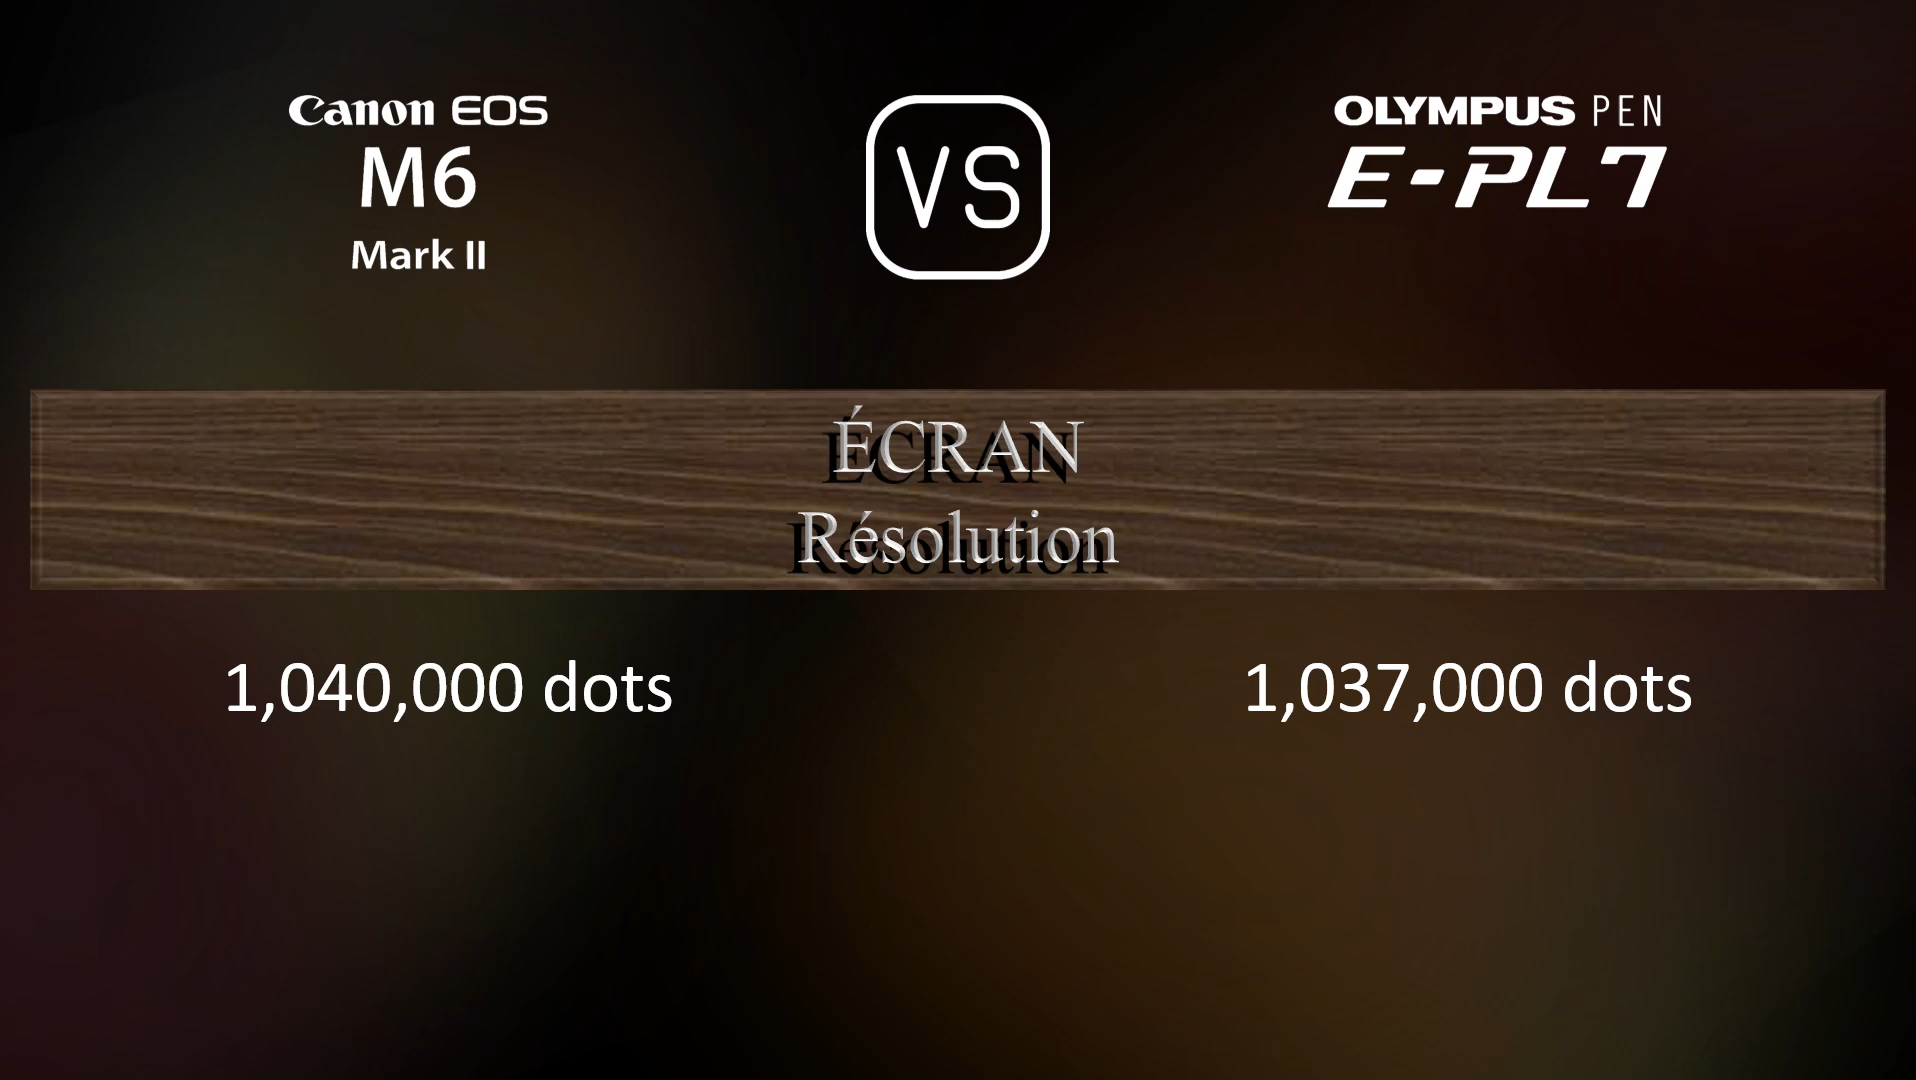 Canon EOS
M6
Mark II
VS
OLYMPUS PEN
E-PL7
ÉCRAN
Résolution
1,040,000 dots
1,037,000 dots